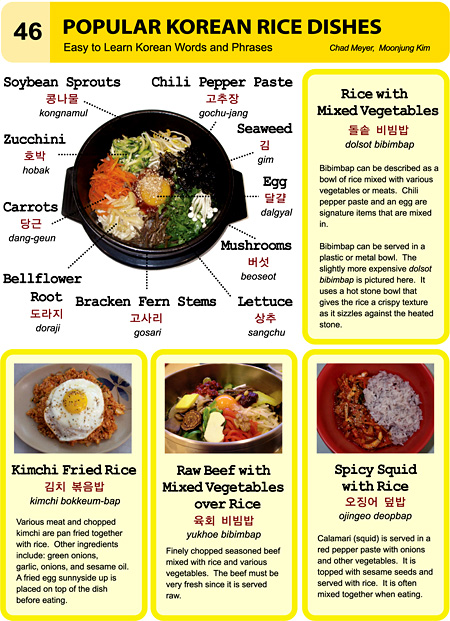 46
POPULAR KOREAN RICE DISHES
Easy to Learn Korean Words and Phrases
Chad Meyer, Moonjung Kim
Soybean Sprouts
콩나물
kongnamul
Chili Pepper Paste
고추장
gochu-jang
Seaweed
김
gim
Zucchini
호박
hobak
Egg
달걀
dalgyal
Carrots
당근
dang-geun
Mushrooms
버섯
beoseot
Bellflower
Root
도라지
doraji
Bracken Fern Stems
고사리
gosari
Lettuce
상추
sangchu
Rice with
Mixed Vegetables
돌솥 비빔밥
dolsot bibimbap
Bibimbap can be described as a
bowl of rice mixed with various
vegetables or meats. Chili
pepper paste and an egg are
signature items that are mixed
in.
Bibimbap can be served in a
plastic or metal bowl. The
slightly more expensive dolsot
bibimbap is pictured here. It
uses a hot stone bowl that
gives the rice a crispy texture
as it sizzles against the heated
stone.
Kimchi Fried Rice
김치 볶음밥
kimchi bokkeum-bap
Various meat and chopped
kimchi are pan fried together
with rice. Other ingredients
include: green onions,
garlic, onions, and sesame oil.
A fried egg sunnyside up is
placed on top of the dish
before eating.
Raw Beef with
Mixed Vegetables
over Rice
육회 비빔밥
yukhoe bibimbap
Finely chopped seasoned beef
mixed with rice and various
vegetables. The beef must be
very fresh since it is served
raw.
Spicy Squid
with Rice
오징어 덮밥
ojingeo deopbap
Calamari (squid) is served in a
red pepper paste with onions
and other vegetables. It is
topped with sesame seeds and
served with rice. It is often
mixed together when eating.